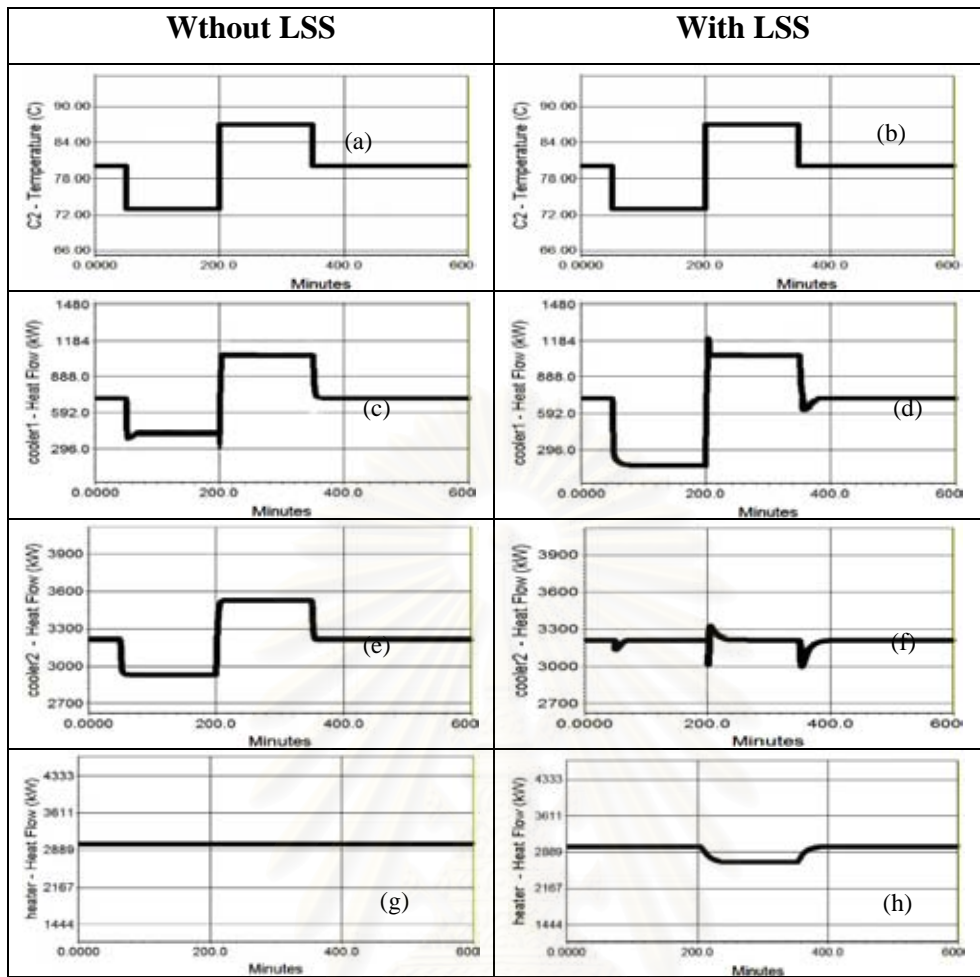 Wthout LSS
With LSS
C2 - Temperature (C)
90.00
84.00
78.00
72.00
66.00
(a)
0.0000 200.0 400.0 600
Minutes
C2 - Temperature (C)
90.00
84.00
78.00
72.00
66.00
(b)
0.0000 200.0 400.0 600
Minutes
cooler1 - Heat Flow (kW)
1480
1184
888.0
592.0
296.0
(c)
0.0000 200.0 400.0 600
Minutes
cooler1 - Heat Flow (kW)
1480
1184
888.0
592.0
296.0
(d)
0.0000 200.0 400.0 600
Minutes
cooler2 - Heat Flow (kW)
3900
3600
3300
3000
2700
(e)
0.0000 200.0 400.0 600
Minutes
cooler2 - Heat Flow (kW)
3900
3600
3300
3000
2700
(f)
0.0000 200.0 400.0 600
Minutes
heater - Heat Flow (kW)
4333
3611
2889
2167
1444
(g)
0.0000 200.0 400.0 600
Minutes
heater - Heat Flow (kW)
4333
3611
2889
2167
1444
(h)
0.0000 200.0 400.0 600
Minutes